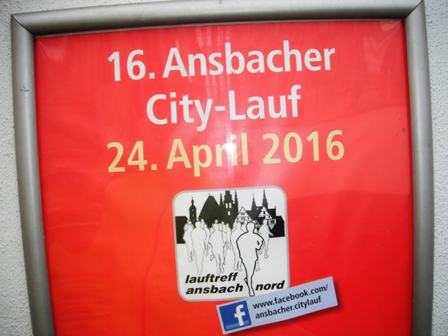 16. Ansbacher
City-Lauf
24. April 2016
lauftreff
ansbach nord
f www.facebook.com/
ansbacher.citylauf